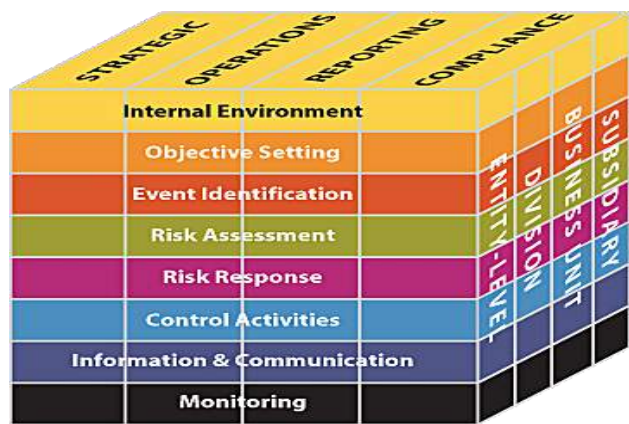 STRATEGIC
OPERATIONS
REPORTING
COMPLIANCE
Internal Environment
Objective Setting
Event Identification
Risk Assessment
Risk Response
Control Activities
Information & Communication
Monitoring
ENTITY-LEVEL
DIVISION
BUSINESS UNIT
SUBSIDIARY